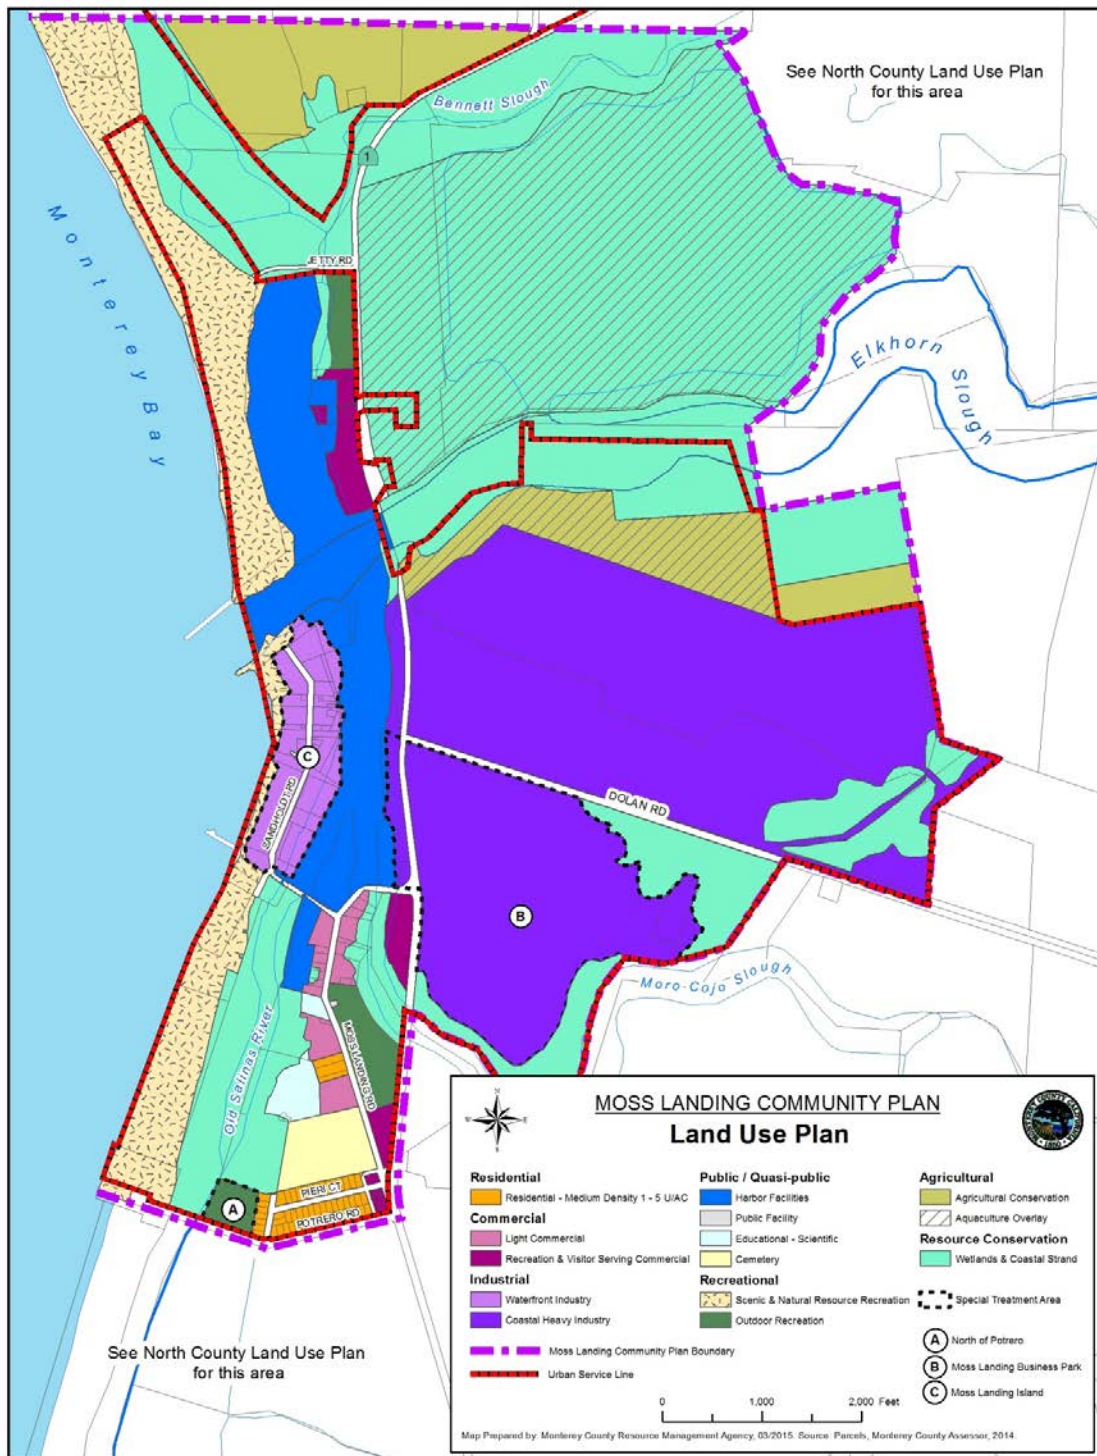 See North County Land Use Plan
for this area
Bennett Slough
1
Monterey Bay
JETTY RD
Elkhorn Slough
C
SANDHOLDT RD
DOLAN RD
B
Moro Cojo Slough
Old Salinas River
MOSS LANDING RD
PIERI CT
POTRERO RD
A
See North County Land Use Plan
for this area
MOSS LANDING COMMUNITY PLAN
Land Use Plan
Residential
Residential - Medium Density 1 - 5 U/AC
Commercial
Light Commercial
Recreation & Visitor Serving Commercial
Industrial
Waterfront Industry
Coastal Heavy Industry
Moss Landing Community Plan Boundary
Urban Service Line
Public / Quasi-public
Harbor Facilities
Public Facility
Educational - Scientific
Cemetery
Recreational
Scenic & Natural Resource Recreation
Outdoor Recreation
Agricultural
Agricultural Conservation
Aquaculture Overlay
Resource Conservation
Wetlands & Coastal Strand
Special Treatment Area
A North of Potrero
B Moss Landing Business Park
C Moss Landing Island
0 1,000 2,000 Feet
Map Prepared by: Monterey County Resource Management Agency, 03/2015. Source: Parcels, Monterey County Assessor, 2014.